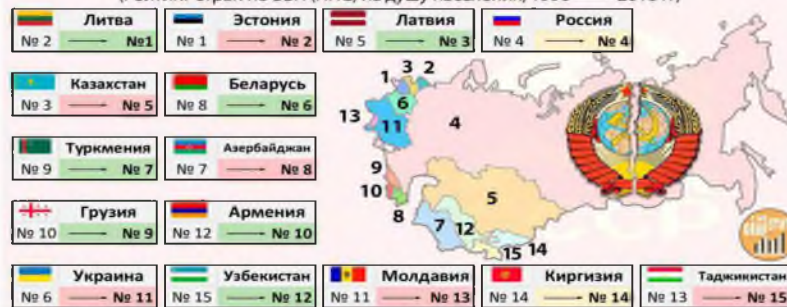 Литва Эстония Латвия Россия
№ 2 → №1 № 1 → № 2 № 5 → № 3 № 4 → № 4
Казахстан Беларусь
№ 3 → № 5 № 8 → № 6
Туркмения Азербайджан
№ 9 → № 7 № 7 → № 8
Грузия Армения
№ 10 → № 9 № 12 → № 10
Украина Узбекистан Молдавия Киргизия Таджикистан
№ 6 → № 11 № 15 → № 12 № 11 → № 13 № 14 → № 14 № 13 → № 15
1 3 2
6
13
11
4
9
10
8
5
7
12
15
14